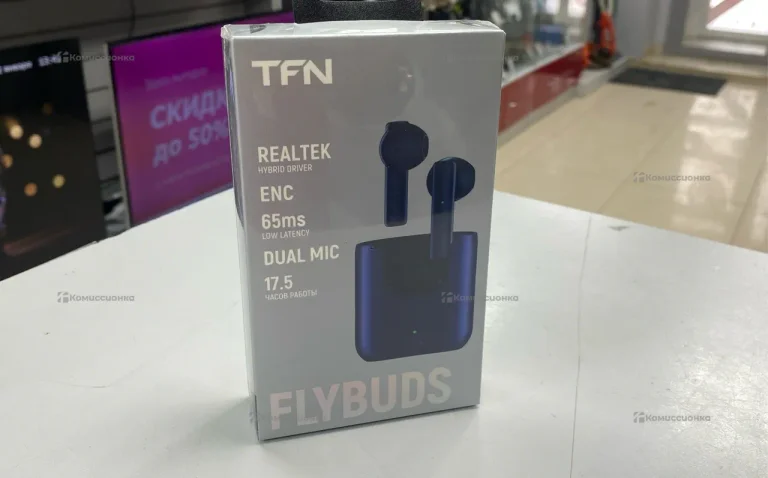 Комиссионка
СКИДК
до 50%
TFN
REALTEK
HYBRID DRIVER
ENC
65ms
LOW LATENCY
DUAL MIC
17.5
ЧАСОВ РАБОТЫ
FLYBUDS
Комиссионка
Комиссионка
Комиссионка
Комиссионка